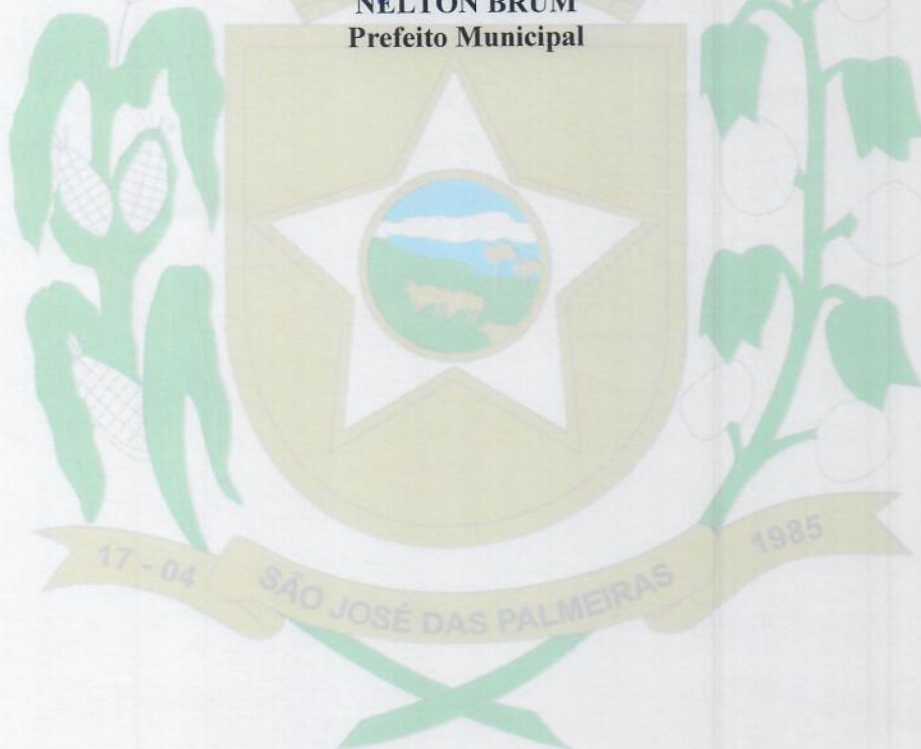 NELTON BRUM
Prefeito Municipal
17 - 04
SÃO JOSÉ DAS PALMEIRAS
1985